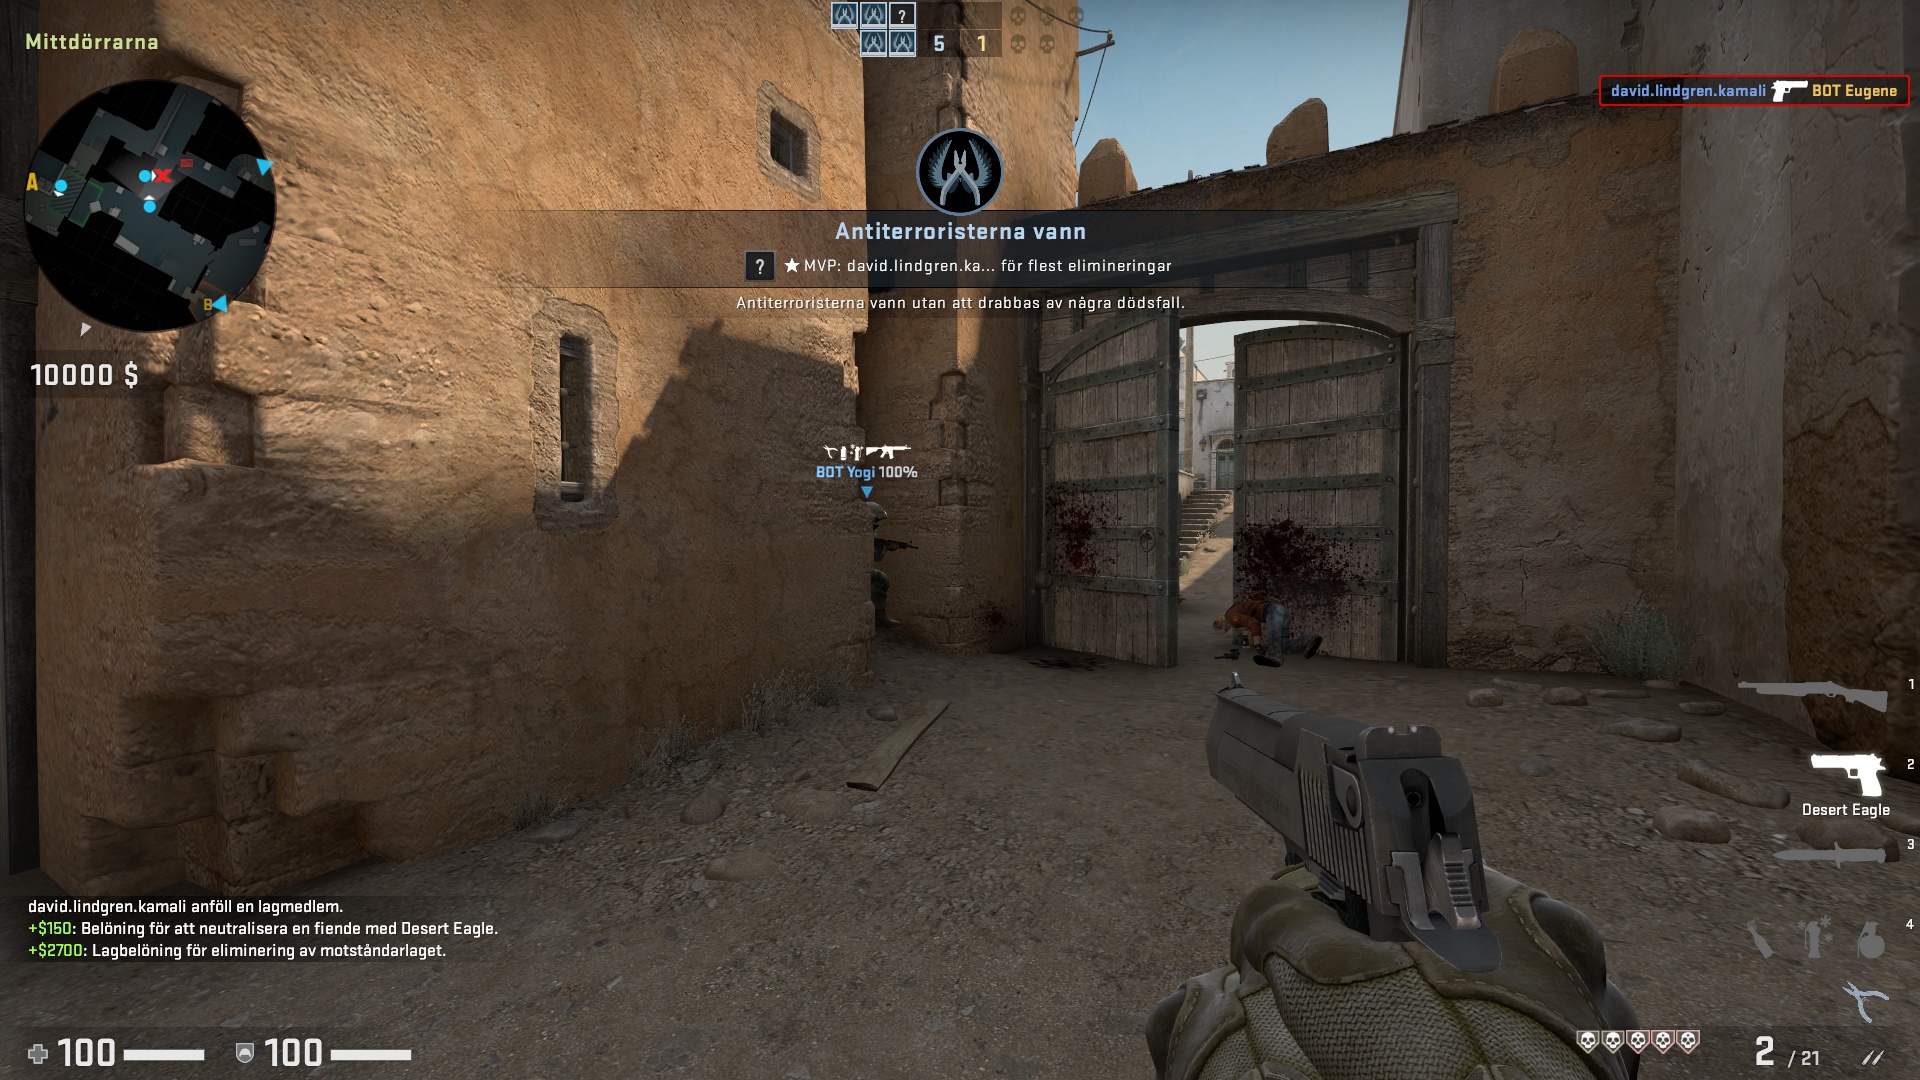 Mittdörrarna
?
5 1
david.lindgren.kamali BOT Eugene
A
B
Antiterroristerna vann
? ★ MVP: david.lindgren.ka... för flest elimineringar
Antiterroristerna vann utan att drabbas av några dödsfall.
10000 $
BOT Yogi 100%
1
2
Desert Eagle
3
4
david.lindgren.kamali anföll en lagmedlem.
+$150: Belöning för att neutralisera en fiende med Desert Eagle.
+$2700: Lagbelöning för eliminering av motståndarlaget.
100 100
2 / 21